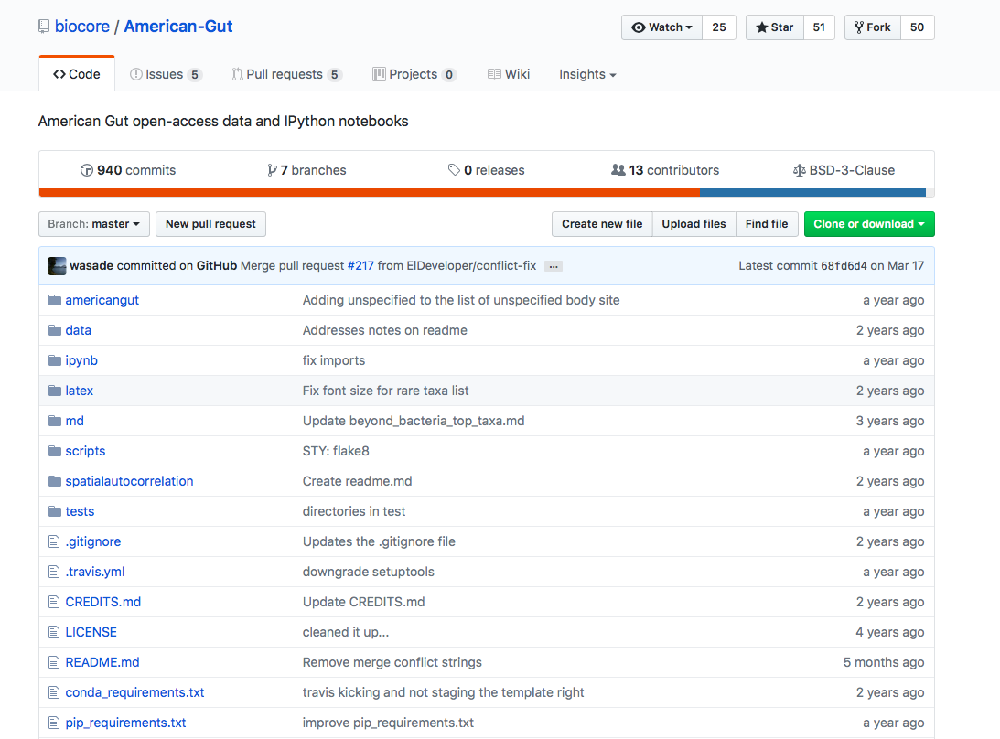 biocore / American-Gut Watch 25 Star 51 Fork 50
Code Issues 5 Pull requests 5 Projects 0 Wiki Insights
American Gut open-access data and IPython notebooks
940 commits 7 branches 0 releases 13 contributors BSD-3-Clause
Branch: master New pull request Create new file Upload files Find file Clone or download
wasade committed on GitHub Merge pull request #217 from EIDeveloper/conflict-fix ... Latest commit 68fd6d4 on Mar 17
americangut Adding unspecified to the list of unspecified body site a year ago
data Addresses notes on readme 2 years ago
ipynb fix imports a year ago
latex Fix font size for rare taxa list 2 years ago
md Update beyond_bacteria_top_taxa.md 3 years ago
scripts STY: flake8 a year ago
spatialautocorrelation Create readme.md 2 years ago
tests directories in test a year ago
.gitignore Updates the .gitignore file 2 years ago
.travis.yml downgrade setuptools a year ago
CREDITS.md Update CREDITS.md 2 years ago
LICENSE cleaned it up... 4 years ago
README.md Remove merge conflict strings 5 months ago
conda_requirements.txt travis kicking and not staging the template right 2 years ago
pip_requirements.txt improve pip_requirements.txt a year ago